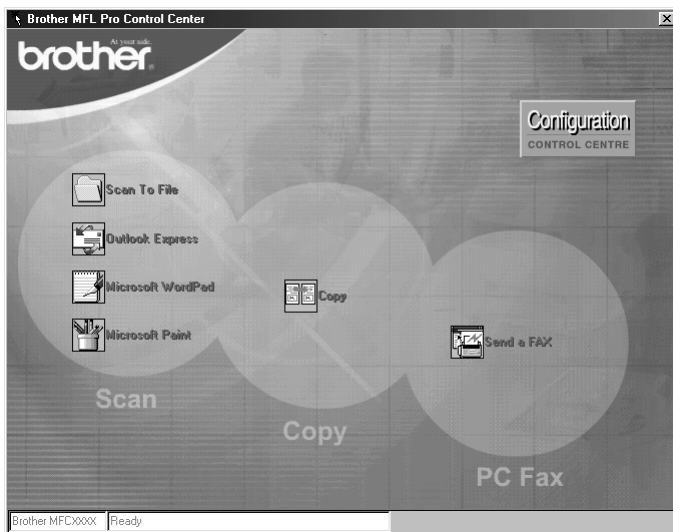 Brother MFL Pro Control Center
At your side.
brother
Configuration
CONTROL CENTRE
Scan To File
Outlook Express
Microsoft WordPad
Microsoft Paint
Copy
Send a FAX
Scan
Copy
PC Fax
Brother MFCXXXX
Ready